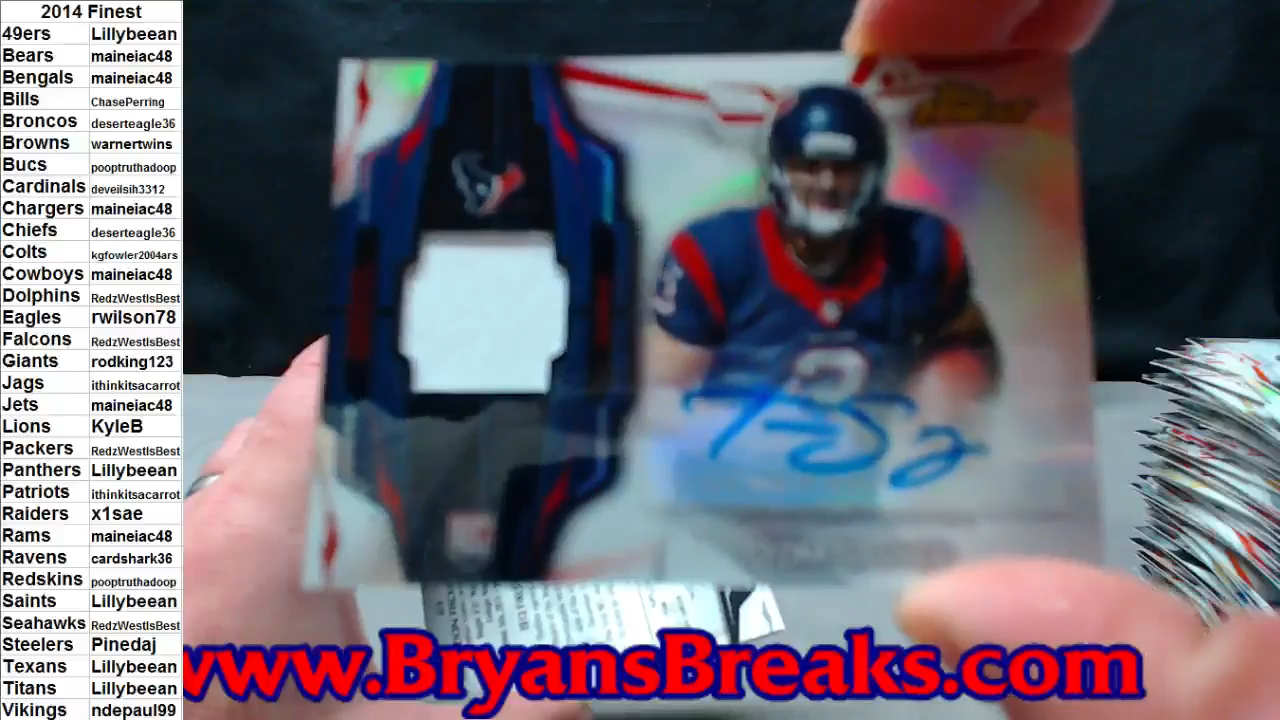 2014 Finest
49ers Lillybeean
Bears maineiac48
Bengals maineiac48
Bills ChasePerring
Broncos deserteagle36
Browns warnertwins
Bucs pooptruthadoop
Cardinals deveilsih3312
Chargers maineiac48
Chiefs deserteagle36
Colts kgfowler2004ars
Cowboys maineiac48
Dolphins RedzWestIsBest
Eagles rwilson78
Falcons RedzWestIsBest
Giants rodking123
Jags ithinkitsacarrot
Jets maineiac48
Lions KyleB
Packers RedzWestIsBest
Panthers Lillybeean
Patriots ithinkitsacarrot
Raiders x1sae
Rams maineiac48
Ravens cardshark36
Redskins pooptruthadoop
Saints Lillybeean
Seahawks RedzWestIsBest
Steelers Pinedaj
Texans Lillybeean
Titans Lillybeean
Vikings ndepaul99
Finest
2
www.BryansBreaks.com